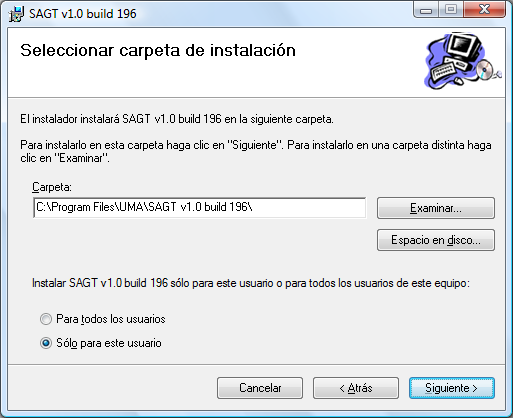 SAGT v1.0 build 196
Seleccionar carpeta de instalación
El instalador instalará SAGT v1.0 build 196 en la siguiente carpeta.
Para instalarlo en esta carpeta haga clic en "Siguiente". Para instalarlo en una carpeta distinta haga
clic en "Examinar".
Carpeta:
C:\Program Files\UMA\SAGT v1.0 build 196\
Examinar...
Espacio en disco...
Instalar SAGT v1.0 build 196 sólo para este usuario o para todos los usuarios de este equipo:
Para todos los usuarios
Sólo para este usuario
Cancelar
< Atrás
Siguiente >